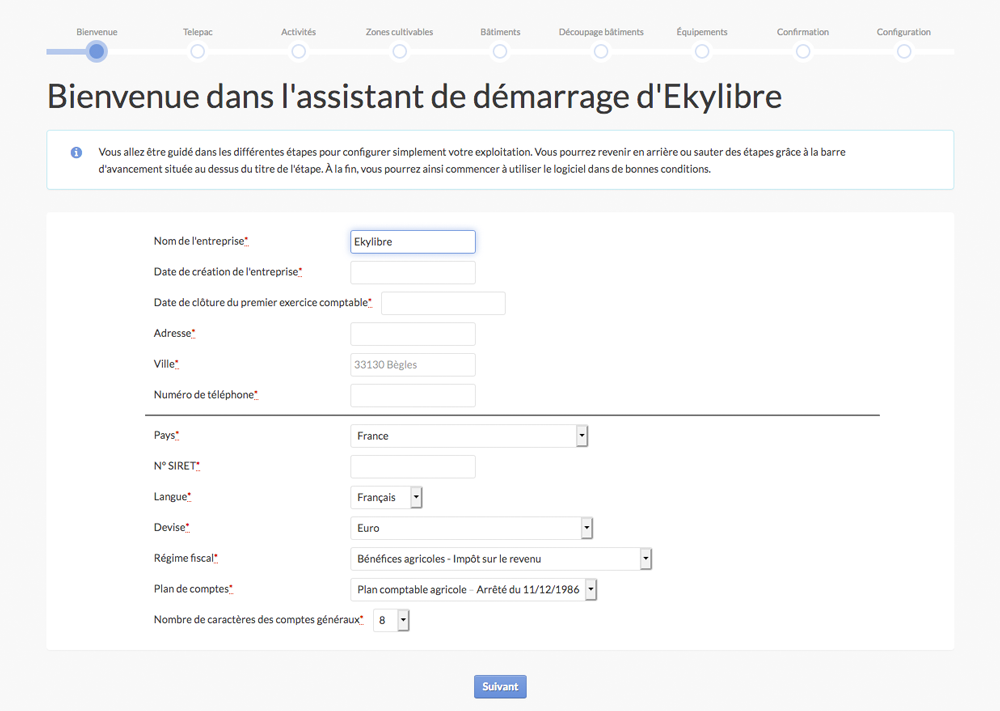 Bienvenue
Telepac
Activités
Zones cultivables
Bâtiments
Découpage bâtiments
Équipements
Confirmation
Configuration
Bienvenue dans l'assistant de démarrage d'Ekylibre
Vous allez être guidé dans les différentes étapes pour configurer simplement votre exploitation. Vous pourrez revenir en arrière ou sauter des étapes grâce à la barre
d'avancement située au dessus du titre de l'étape. À la fin, vous pourrez ainsi commencer à utiliser le logiciel dans de bonnes conditions.
Nom de l'entreprise* Ekylibre
Date de création de l'entreprise*
Date de clôture du premier exercice comptable*
Adresse*
Ville* 33130 Bègles
Numéro de téléphone*
Pays* France
N° SIRET*
Langue* Français
Devise* Euro
Régime fiscal* Bénéfices agricoles - Impôt sur le revenu
Plan de comptes* Plan comptable agricole - Arrêté du 11/12/1986
Nombre de caractères des comptes généraux* 8
Suivant